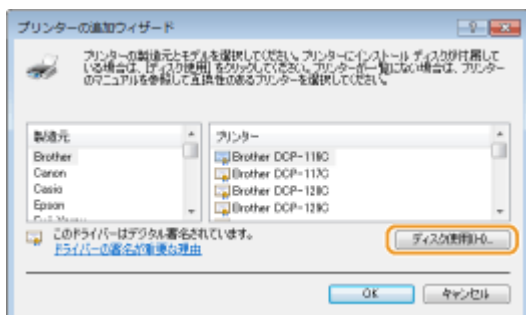 プリンターの追加ウィザード
プリンターの製造元とモデルを選択してください。プリンターにインストール ディスクが付属して
いる場合は、[ディスク使用] をクリックしてください。プリンターが一覧にない場合は、プリンター
のマニュアルを参照して互換性のあるプリンターを選択してください。
製造元
プリンター
Brother
Brother DCP-116C
Canon
Brother DCP-117C
Casio
Brother DCP-128C
Epson
Brother DCP-129C
このドライバーはデジタル署名されています。
ディスク使用(H)...
ドライバーの署名が重要な理由
OK
キャンセル